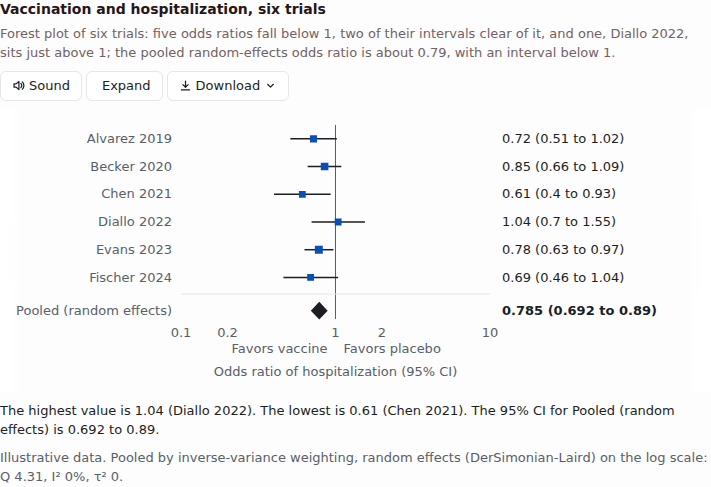 Vaccination and hospitalization, six trials
Forest plot of six trials: five odds ratios fall below 1, two of their intervals clear of it, and one, Diallo 2022,
sits just above 1; the pooled random-effects odds ratio is about 0.79, with an interval below 1.
Sound Expand Download
Alvarez 2019 0.72 (0.51 to 1.02)
Becker 2020 0.85 (0.66 to 1.09)
Chen 2021 0.61 (0.4 to 0.93)
Diallo 2022 1.04 (0.7 to 1.55)
Evans 2023 0.78 (0.63 to 0.97)
Fischer 2024 0.69 (0.46 to 1.04)
Pooled (random effects) 0.785 (0.692 to 0.89)
0.1 0.2 1 2 10
Favors vaccine Favors placebo
Odds ratio of hospitalization (95% CI)
The highest value is 1.04 (Diallo 2022). The lowest is 0.61 (Chen 2021). The 95% CI for Pooled (random
effects) is 0.692 to 0.89.
Illustrative data. Pooled by inverse-variance weighting, random effects (DerSimonian-Laird) on the log scale:
Q 4.31, I² 0%, τ² 0.